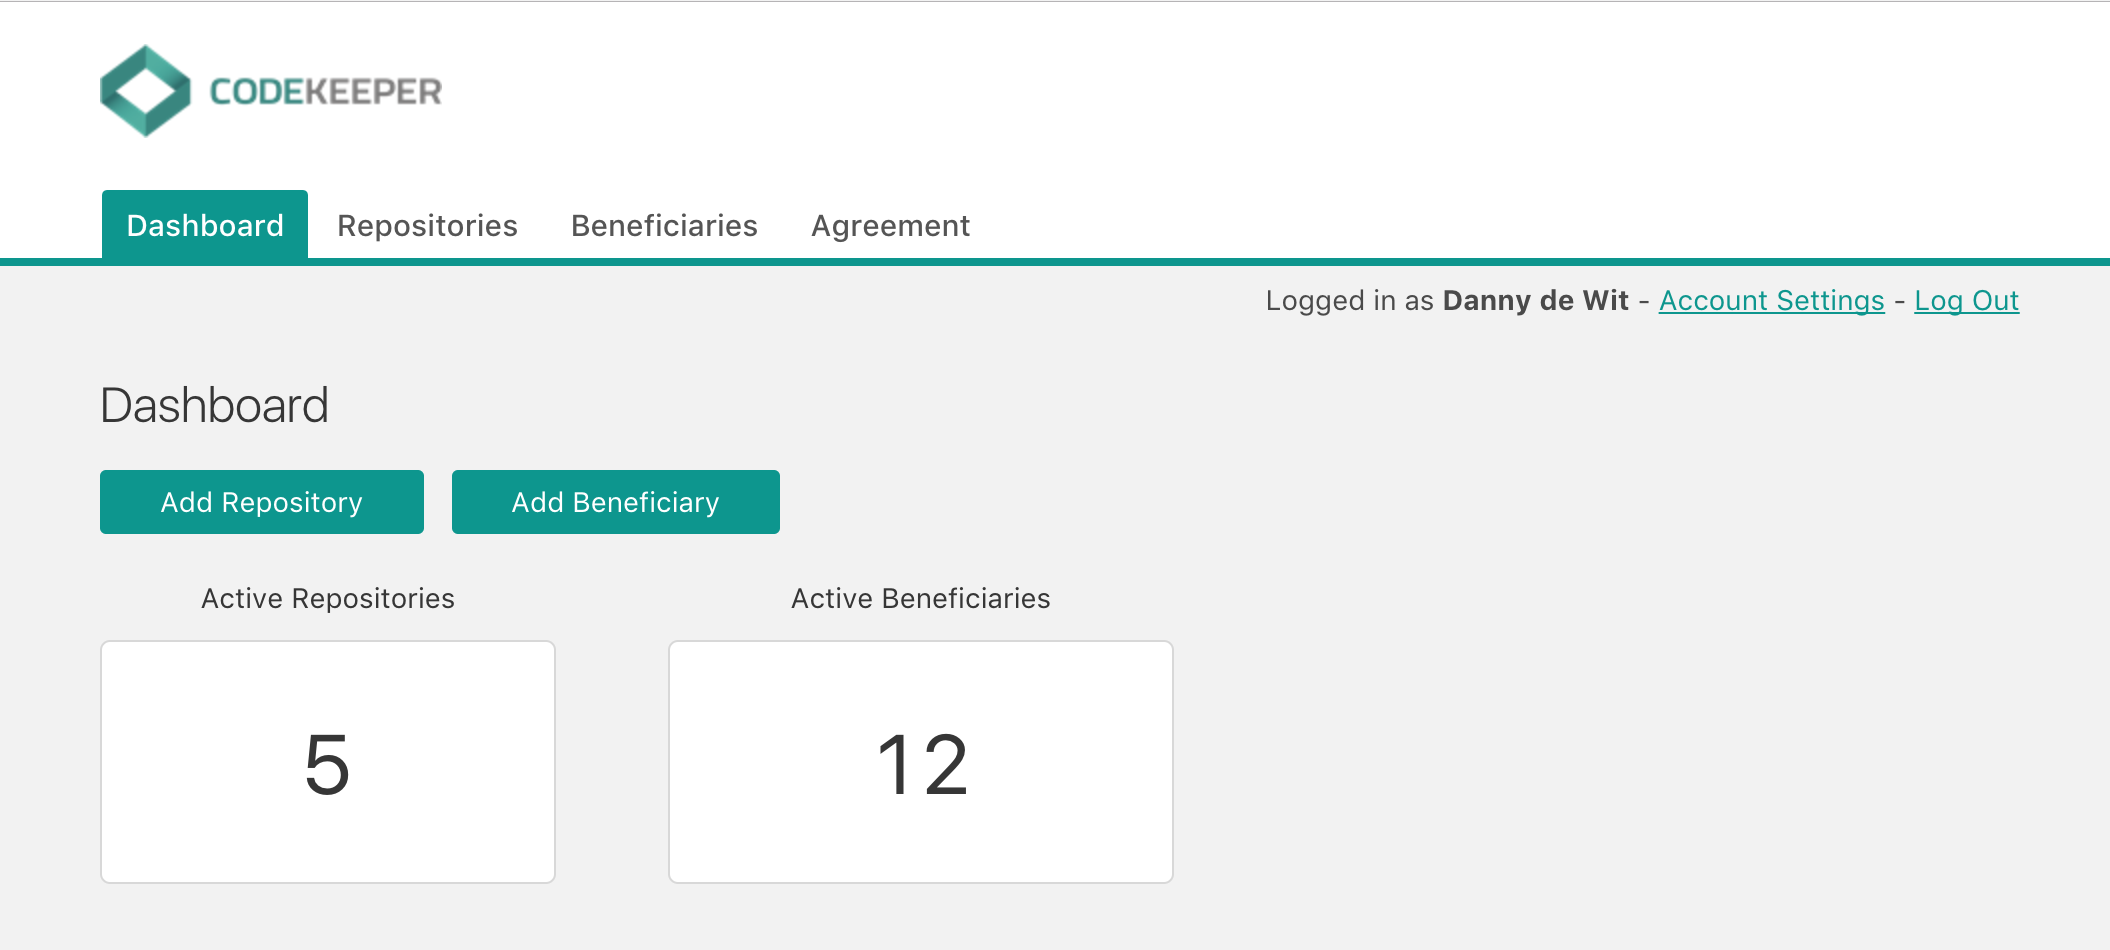 CODEKEEPER
Dashboard Repositories Beneficiaries Agreement
Logged in as Danny de Wit - Account Settings - Log Out
Dashboard
Add Repository Add Beneficiary
Active Repositories Active Beneficiaries
5 12